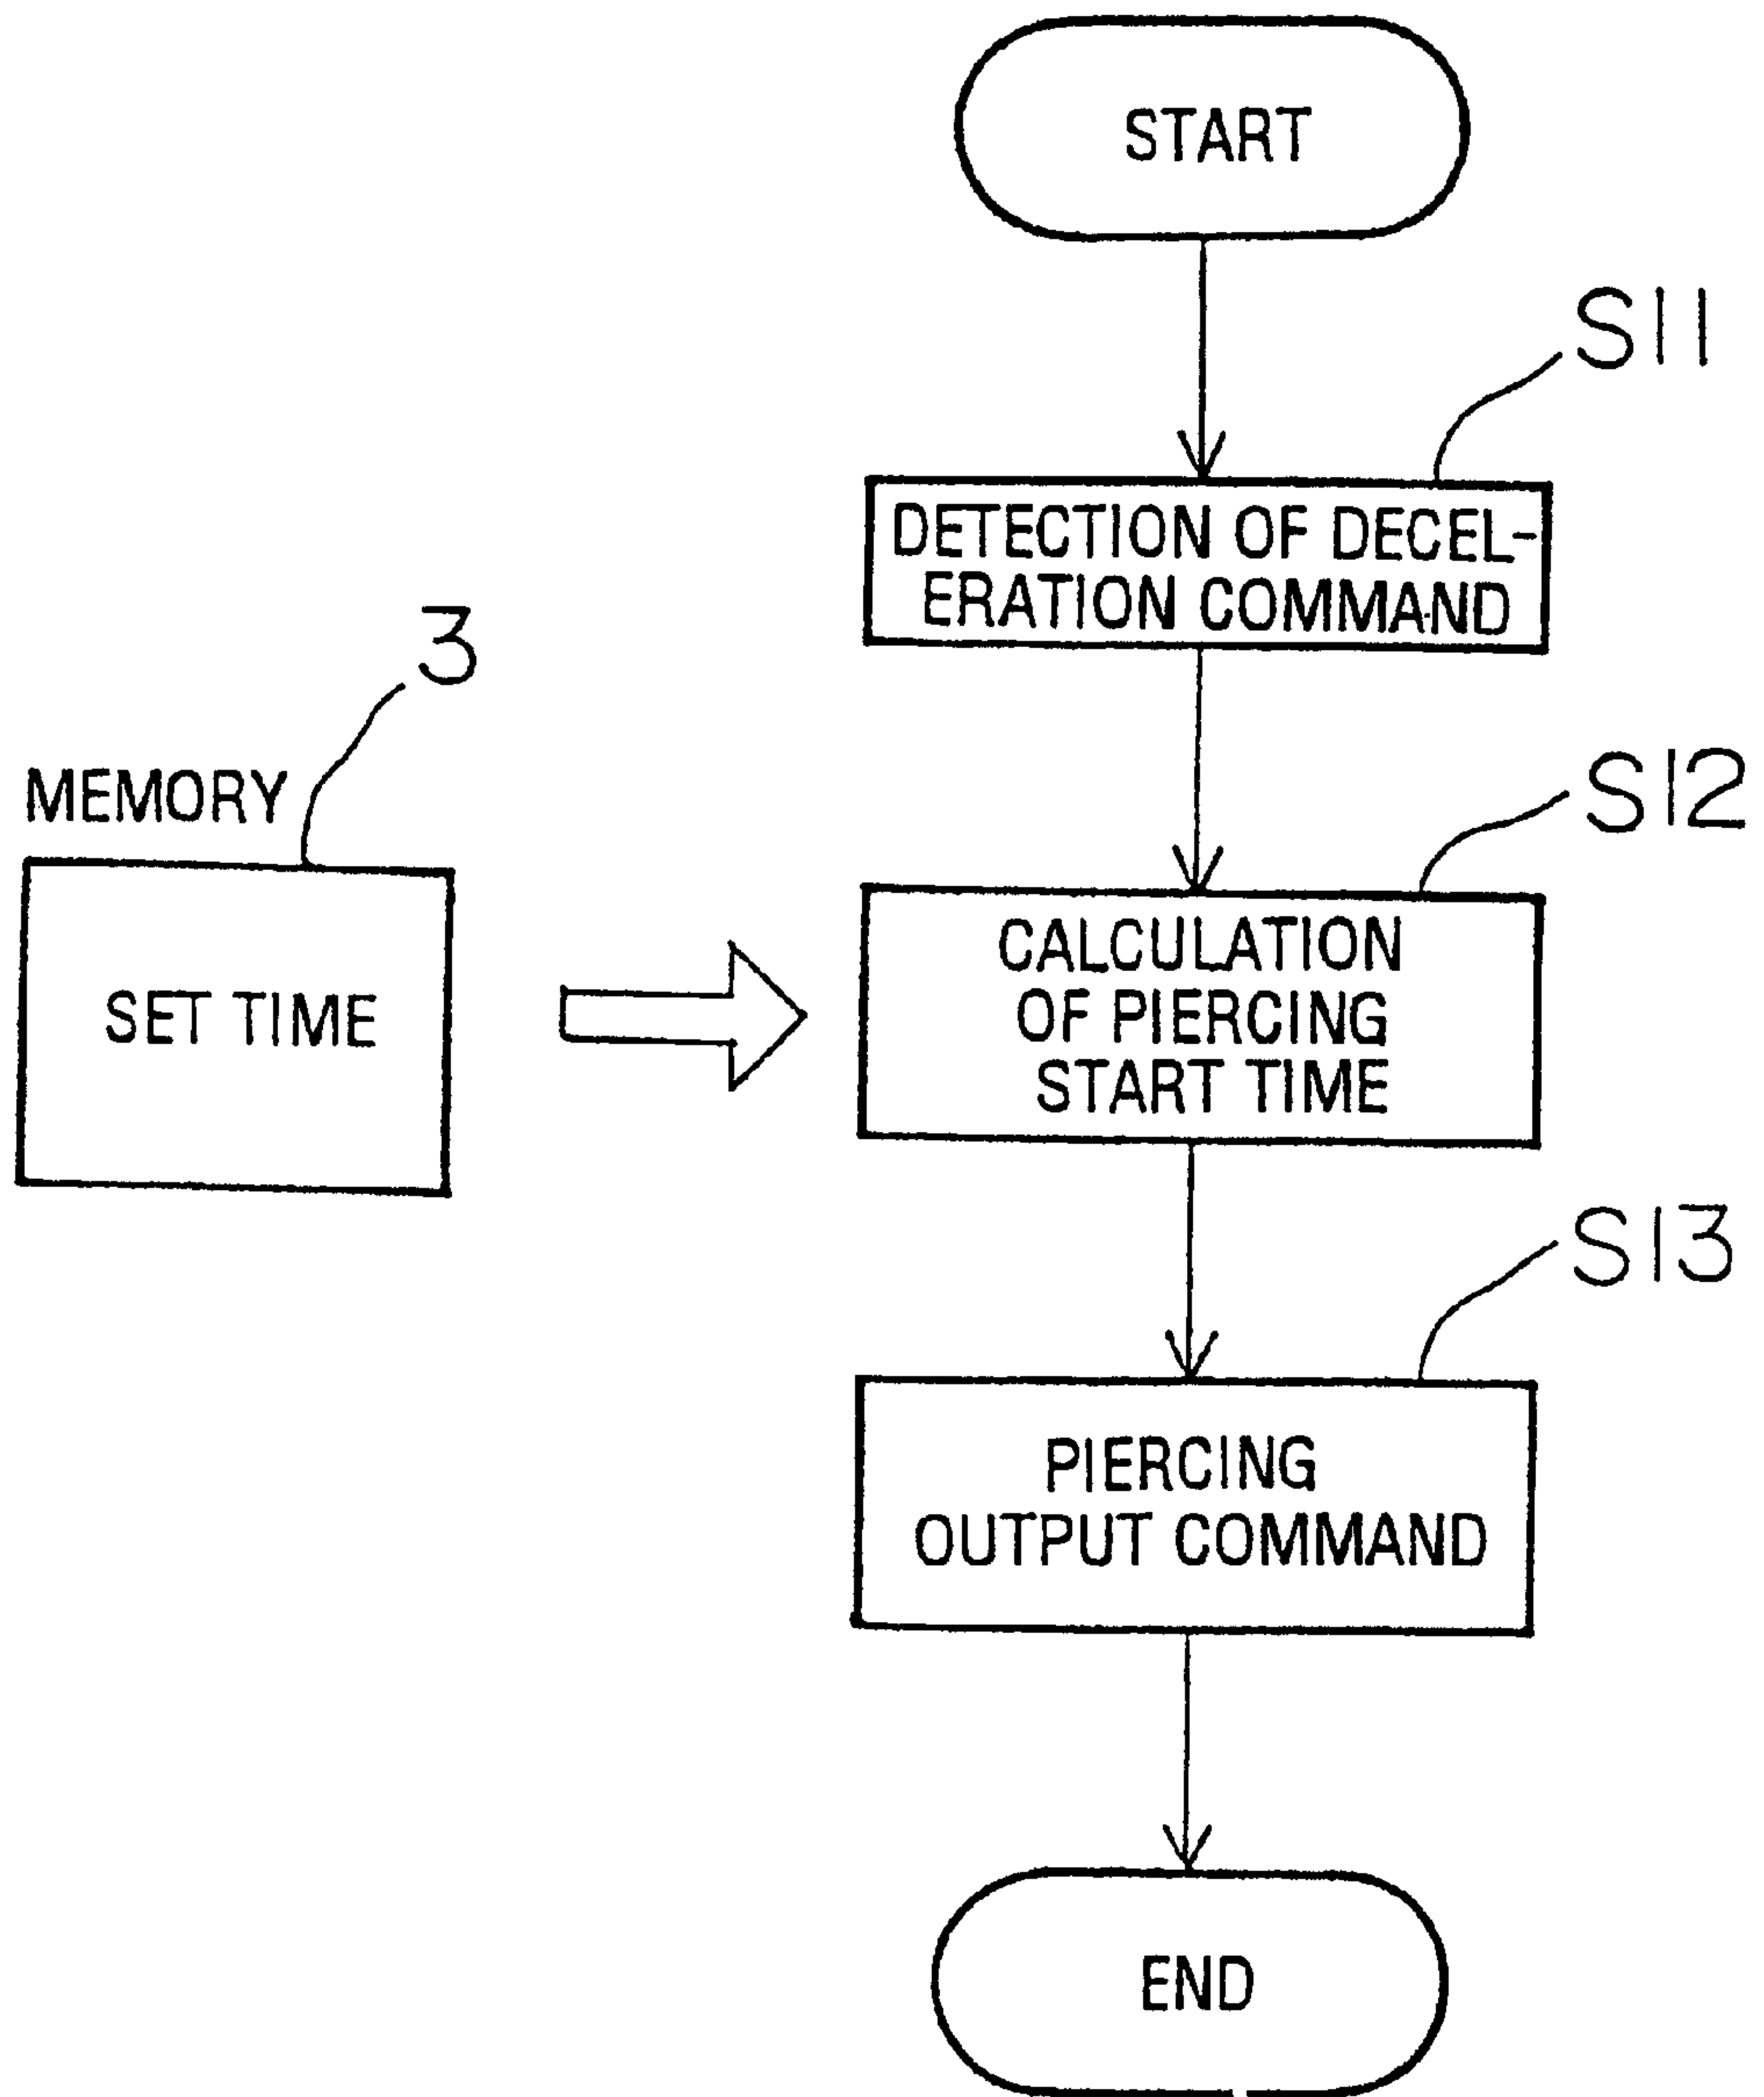 START
S11
DETECTION OF DECEL-
ERATION COMMAND
3
MEMORY
SET TIME
S12
CALCULATION
OF PIERCING
START TIME
S13
PIERCING
OUTPUT COMMAND
END